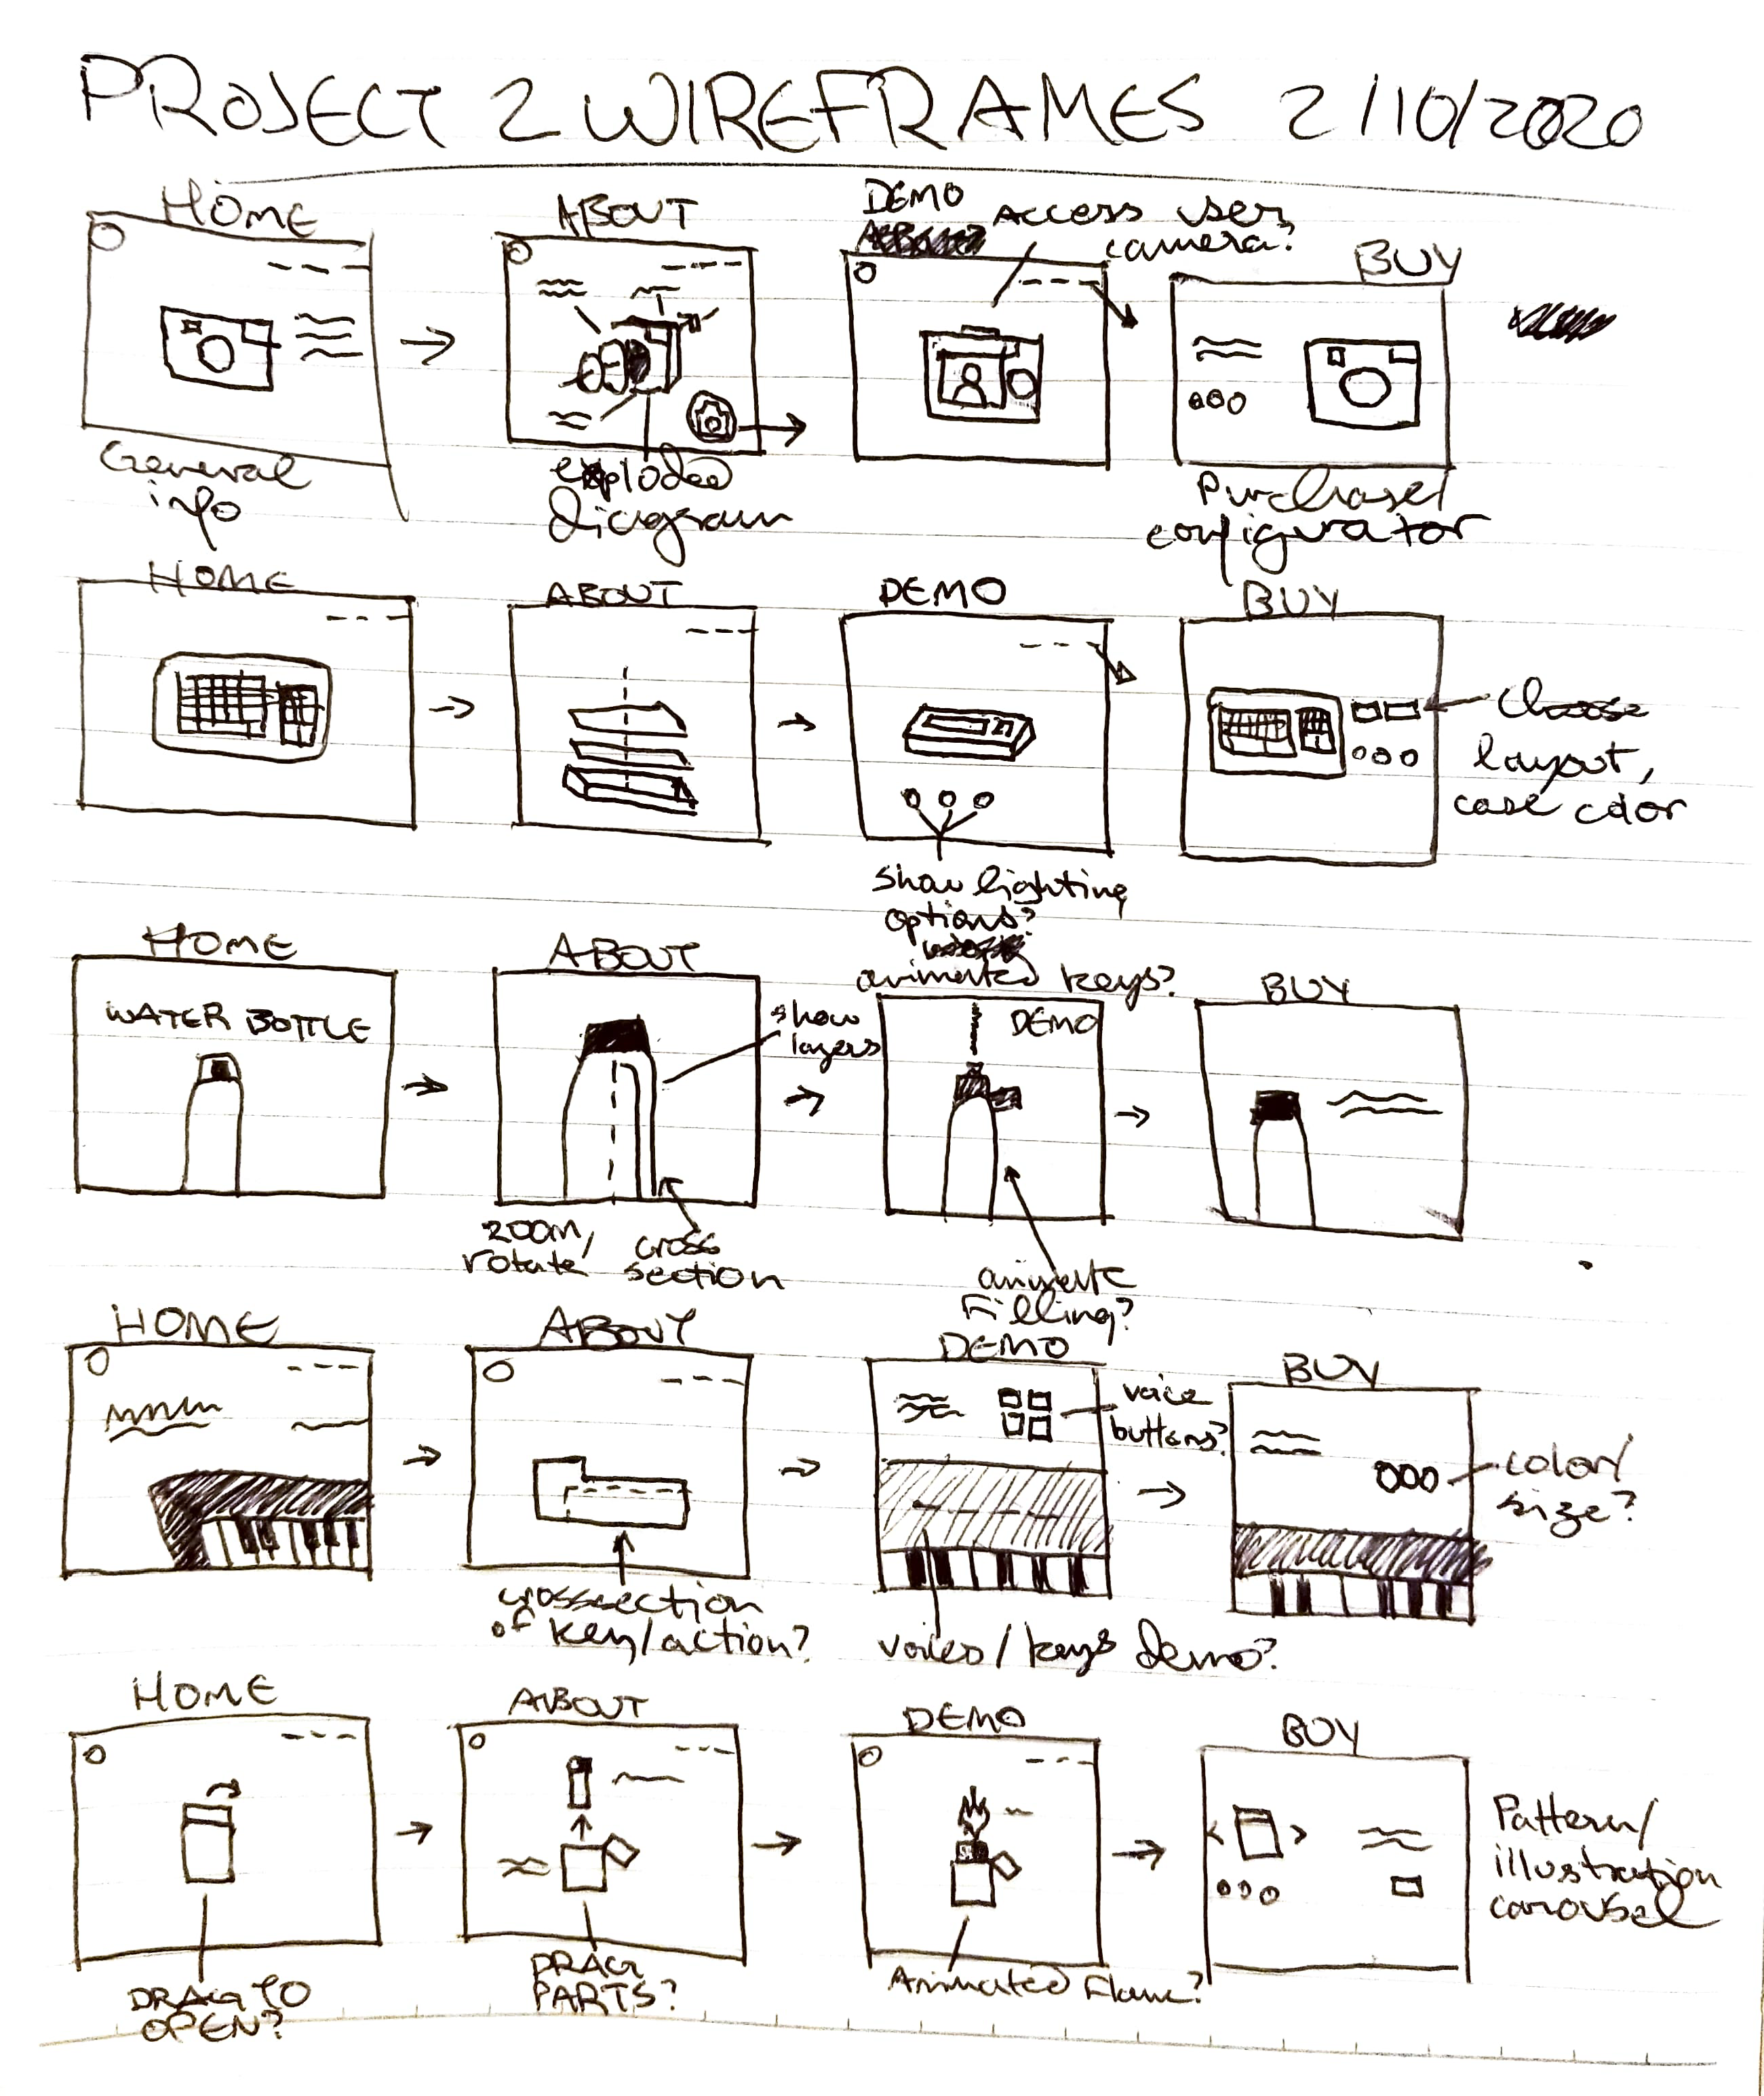 PROJECT 2 WIREFRAMES 2/10/2020
HOME
ABOUT
DEMO
Access user
camera?
BUY
General
info
exploded
diagram
Purchase/
configurator
HOME
ABOUT
DEMO
BUY
Choose
layout,
case color
show lighting
options?
animated keys?
HOME
ABOUT
BUY
WATER BOTTLE
show
layers
DEMO
zoom/
rotate
cross
section
animate
filling?
HOME
ABOUT
DEMO
BUY
voice
buttons?
color/
size?
crosssection
of key/action?
voices/keys demo?
HOME
ABOUT
DEMO
BUY
Pattern/
illustration
carousel
DRAG TO
OPEN?
DRAG
PARTS?
Animated Flame?